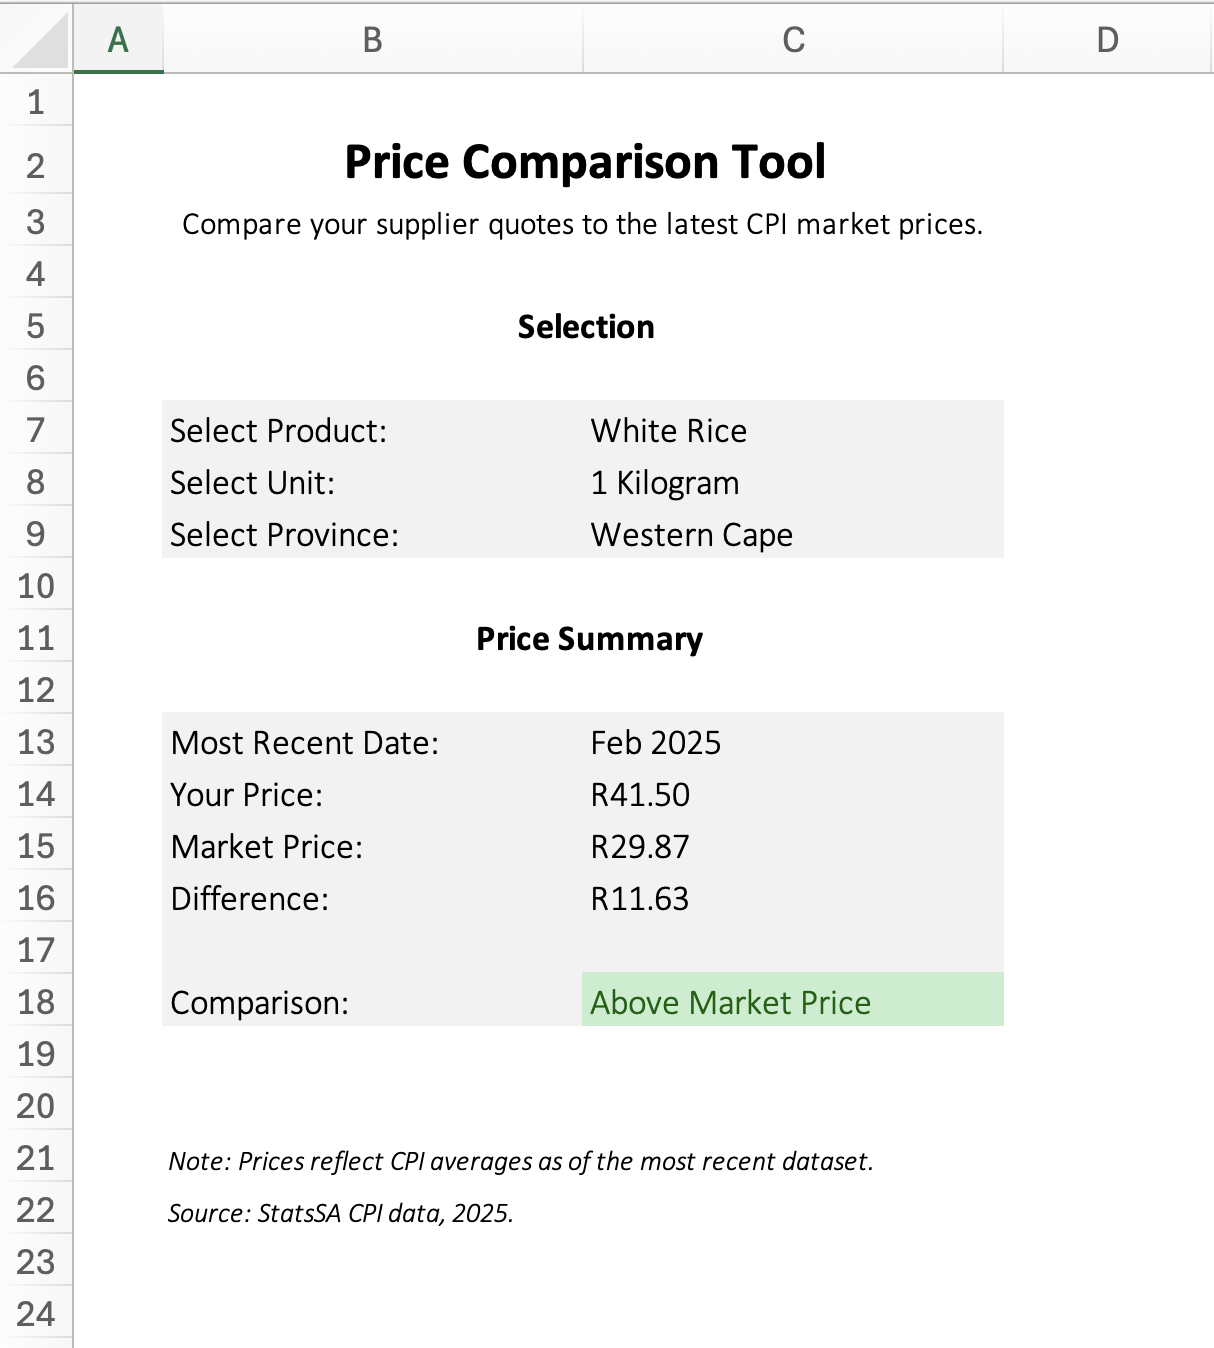 A B C D
1
2 Price Comparison Tool
3 Compare your supplier quotes to the latest CPI market prices.
4
5 Selection
6
7 Select Product: White Rice
8 Select Unit: 1 Kilogram
9 Select Province: Western Cape
10
11 Price Summary
12
13 Most Recent Date: Feb 2025
14 Your Price: R41.50
15 Market Price: R29.87
16 Difference: R11.63
17
18 Comparison: Above Market Price
19
20
21 Note: Prices reflect CPI averages as of the most recent dataset.
22 Source: StatsSA CPI data, 2025.
23
24